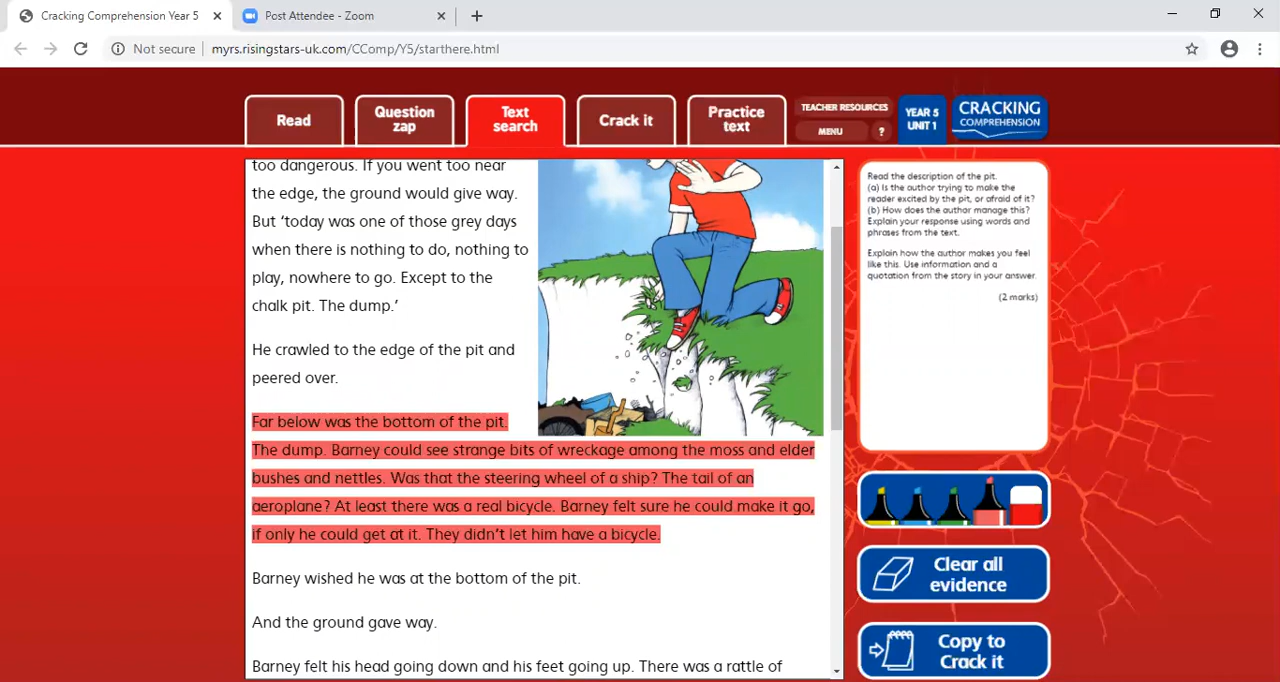 Cracking Comprehension Year 5
Post Attendee - Zoom
Not secure
myrs.risingstars-uk.com/CComp/Y5/starthere.html
Read
Question
zap
Text
search
Crack it
Practice
text
TEACHER RESOURCES
MENU
?
YEAR 5
UNIT 1
CRACKING
COMPREHENSION
too dangerous. If you went too near
the edge, the ground would give way.
But ‘today was one of those grey days
when there is nothing to do, nothing to
play, nowhere to go. Except to the
chalk pit. The dump.’
He crawled to the edge of the pit and
peered over.
Far below was the bottom of the pit.
The dump. Barney could see strange bits of wreckage among the moss and elder
bushes and nettles. Was that the steering wheel of a ship? The tail of an
aeroplane? At least there was a real bicycle. Barney felt sure he could make it go,
if only he could get at it. They didn’t let him have a bicycle.
Barney wished he was at the bottom of the pit.
And the ground gave way.
Barney felt his head going down and his feet going up. There was a rattle of
Read the description of the pit.
(a) Is the author trying to make the
reader excited by the pit, or afraid of it?
(b) How does the author manage this?
Explain your response using words and
phrases from the text.
Explain how the author makes you feel
like this. Use information and a
quotation from the story in your answer.
(2 marks)
Clear all
evidence
Copy to
Crack it